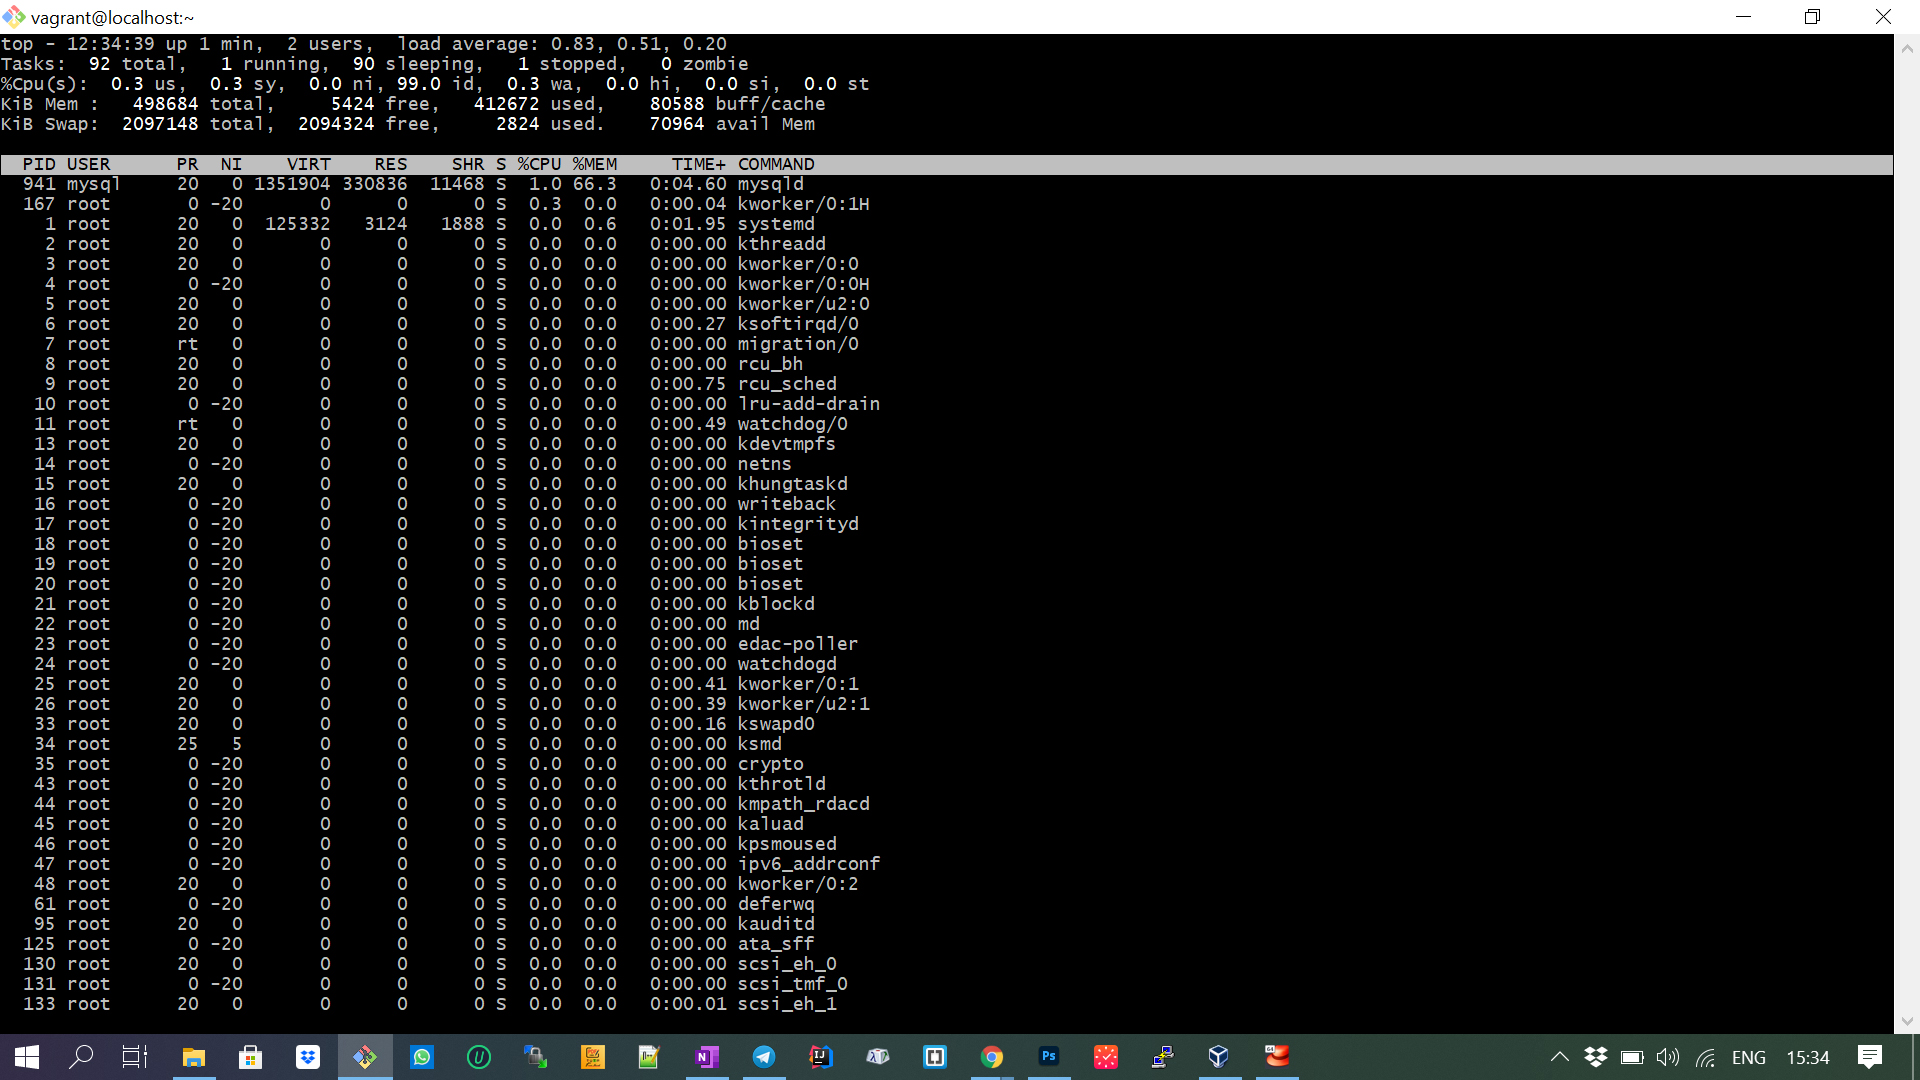 vagrant@localhost:~
top - 12:34:39 up 1 min,  2 users,  load average: 0.83, 0.51, 0.20
Tasks:  92 total,   1 running,  90 sleeping,   1 stopped,   0 zombie
%Cpu(s):  0.3 us,  0.3 sy,  0.0 ni, 99.0 id,  0.3 wa,  0.0 hi,  0.0 si,  0.0 st
KiB Mem :   498684 total,     5424 free,   412672 used,    80588 buff/cache
KiB Swap:  2097148 total,  2094324 free,     2824 used.    70964 avail Mem
PID USER      PR  NI    VIRT    RES    SHR S %CPU %MEM     TIME+ COMMAND
941 mysql     20   0 1351904 330836  11468 S  1.0 66.3   0:04.60 mysqld
167 root       0 -20       0      0      0 S  0.3  0.0   0:00.04 kworker/0:1H
1 root      20   0  125332   3124   1888 S  0.0  0.6   0:01.95 systemd
2 root      20   0       0      0      0 S  0.0  0.0   0:00.00 kthreadd
3 root      20   0       0      0      0 S  0.0  0.0   0:00.00 kworker/0:0
4 root       0 -20       0      0      0 S  0.0  0.0   0:00.00 kworker/0:0H
5 root      20   0       0      0      0 S  0.0  0.0   0:00.00 kworker/u2:0
6 root      20   0       0      0      0 S  0.0  0.0   0:00.27 ksoftirqd/0
7 root      rt   0       0      0      0 S  0.0  0.0   0:00.00 migration/0
8 root      20   0       0      0      0 S  0.0  0.0   0:00.00 rcu_bh
9 root      20   0       0      0      0 S  0.0  0.0   0:00.75 rcu_sched
10 root       0 -20       0      0      0 S  0.0  0.0   0:00.00 lru-add-drain
11 root      rt   0       0      0      0 S  0.0  0.0   0:00.49 watchdog/0
13 root      20   0       0      0      0 S  0.0  0.0   0:00.00 kdevtmpfs
14 root       0 -20       0      0      0 S  0.0  0.0   0:00.00 netns
15 root      20   0       0      0      0 S  0.0  0.0   0:00.00 khungtaskd
16 root       0 -20       0      0      0 S  0.0  0.0   0:00.00 writeback
17 root       0 -20       0      0      0 S  0.0  0.0   0:00.00 kintegrityd
18 root       0 -20       0      0      0 S  0.0  0.0   0:00.00 bioset
19 root       0 -20       0      0      0 S  0.0  0.0   0:00.00 bioset
20 root       0 -20       0      0      0 S  0.0  0.0   0:00.00 bioset
21 root       0 -20       0      0      0 S  0.0  0.0   0:00.00 kblockd
22 root       0 -20       0      0      0 S  0.0  0.0   0:00.00 md
23 root       0 -20       0      0      0 S  0.0  0.0   0:00.00 edac-poller
24 root       0 -20       0      0      0 S  0.0  0.0   0:00.00 watchdogd
25 root      20   0       0      0      0 S  0.0  0.0   0:00.41 kworker/0:1
26 root      20   0       0      0      0 S  0.0  0.0   0:00.39 kworker/u2:1
33 root      20   0       0      0      0 S  0.0  0.0   0:00.16 kswapd0
34 root      25   5       0      0      0 S  0.0  0.0   0:00.00 ksmd
35 root       0 -20       0      0      0 S  0.0  0.0   0:00.00 crypto
43 root       0 -20       0      0      0 S  0.0  0.0   0:00.00 kthrotld
44 root       0 -20       0      0      0 S  0.0  0.0   0:00.00 kmpath_rdacd
45 root       0 -20       0      0      0 S  0.0  0.0   0:00.00 kaluad
46 root       0 -20       0      0      0 S  0.0  0.0   0:00.00 kpsmoused
47 root       0 -20       0      0      0 S  0.0  0.0   0:00.00 ipv6_addrconf
48 root      20   0       0      0      0 S  0.0  0.0   0:00.00 kworker/0:2
61 root       0 -20       0      0      0 S  0.0  0.0   0:00.00 deferwq
95 root      20   0       0      0      0 S  0.0  0.0   0:00.00 kauditd
125 root       0 -20       0      0      0 S  0.0  0.0   0:00.00 ata_sff
130 root      20   0       0      0      0 S  0.0  0.0   0:00.00 scsi_eh_0
131 root       0 -20       0      0      0 S  0.0  0.0   0:00.00 scsi_tmf_0
133 root      20   0       0      0      0 S  0.0  0.0   0:00.01 scsi_eh_1
ENG 15:34